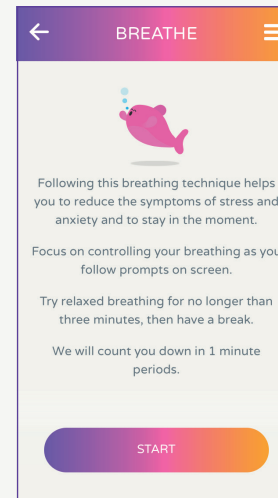 BREATHE
Following this breathing technique helps
you to reduce the symptoms of stress and
anxiety and to stay in the moment.
Focus on controlling your breathing as you
follow prompts on screen.
Try relaxed breathing for no longer than
three minutes, then have a break.
We will count you down in 1 minute
periods.
START